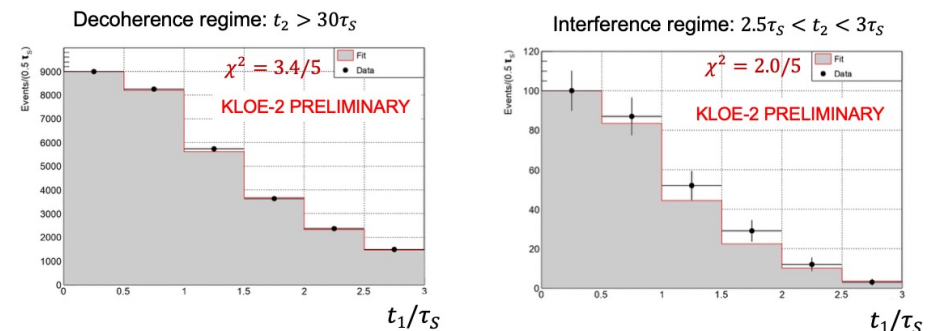 Decoherence regime: t₂ > 30τ_S
Events/(0.5 τ_S)
9000
8000
7000
6000
5000
4000
3000
2000
1000
0
χ² = 3.4/5
Fit
Data
KLOE-2 PRELIMINARY
0 0.5 1 1.5 2 2.5 3
t₁/τ_S
Interference regime: 2.5τ_S < t₂ < 3τ_S
Events/(0.5 τ_S)
120
100
80
60
40
20
0
χ² = 2.0/5
Fit
Data
KLOE-2 PRELIMINARY
0 0.5 1 1.5 2 2.5 3
t₁/τ_S